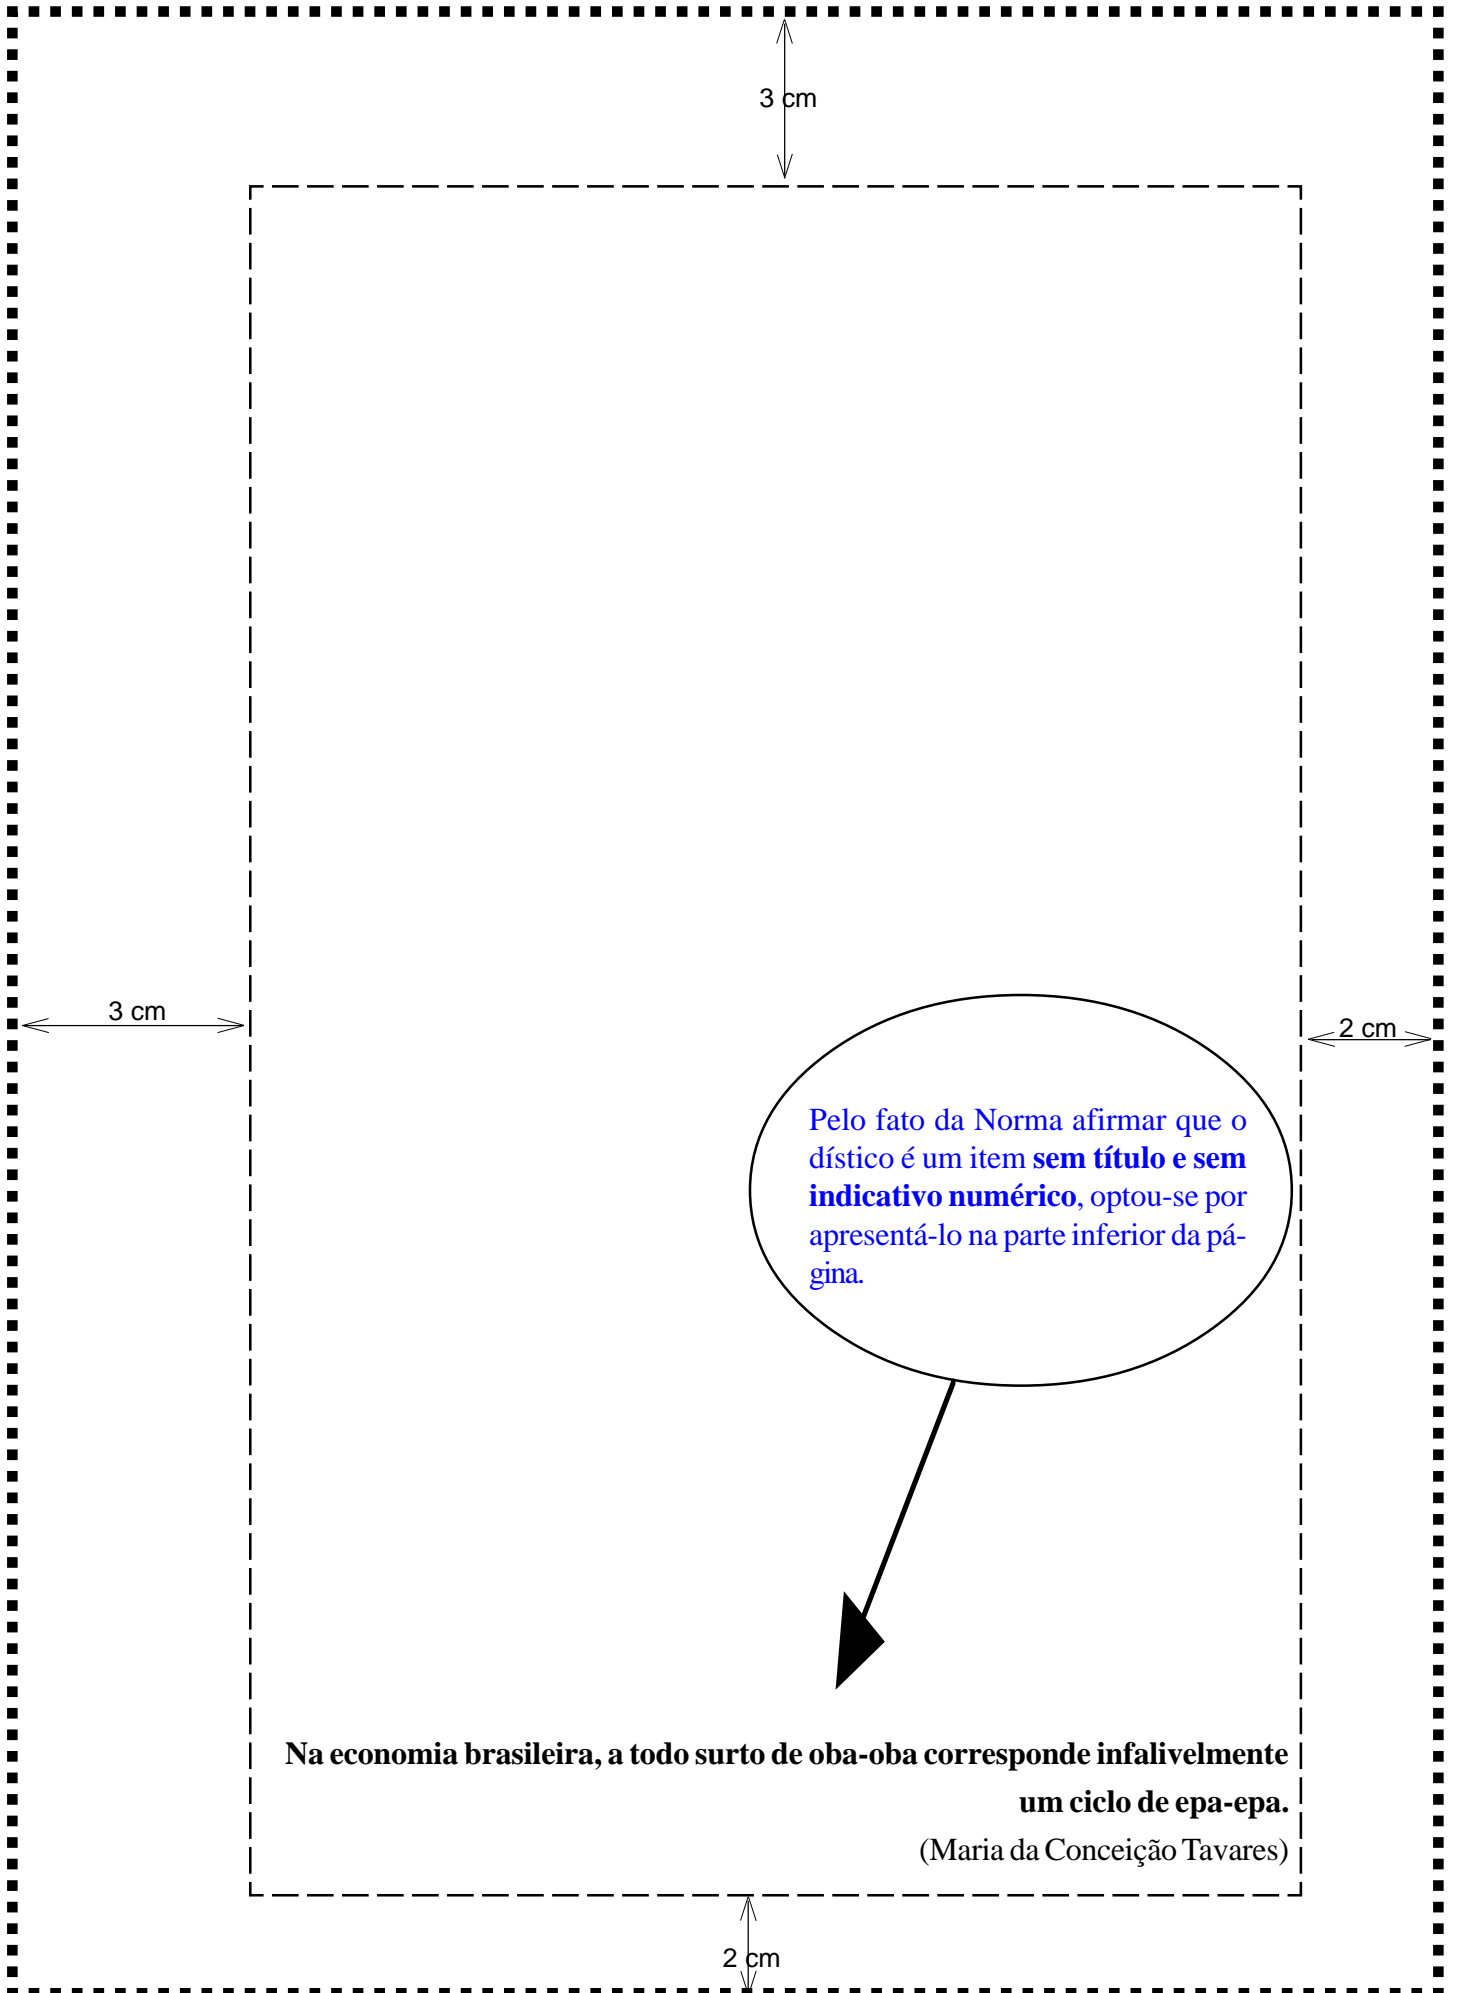 3 cm
3 cm
2 cm
Pelo fato da Norma afirmar que o
dístico é um item sem título e sem
indicativo numérico, optou-se por
apresentá-lo na parte inferior da pá-
gina.
Na economia brasileira, a todo surto de oba-oba corresponde infalivelmente
um ciclo de epa-epa.
(Maria da Conceição Tavares)
2 cm